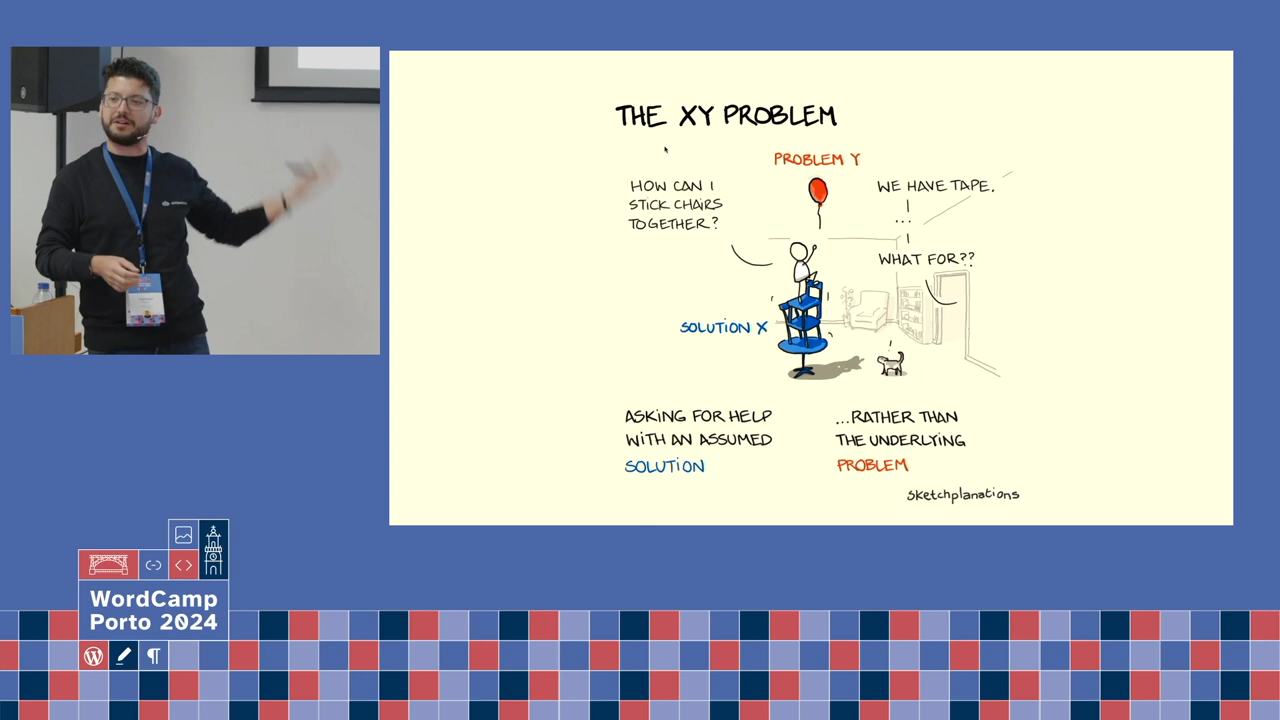 THE XY PROBLEM
PROBLEM Y
HOW CAN I
STICK CHAIRS
TOGETHER?
WE HAVE TAPE.
...
WHAT FOR??
SOLUTION X
ASKING FOR HELP
WITH AN ASSUMED
SOLUTION
...RATHER THAN
THE UNDERLYING
PROBLEM
sketchplanations
WordCamp
Porto 2024